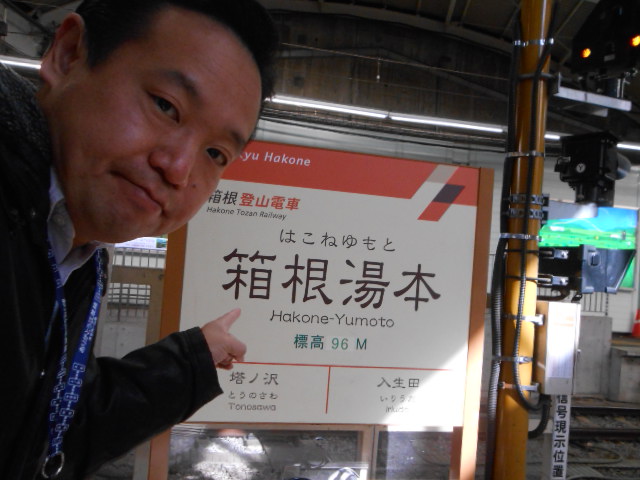 yu Hakone
箱根登山電車
Hakone Tozan Railway
はこねゆもと
箱根湯本
Hakone-Yumoto
標高 96 M
塔ノ沢
とうのさわ
Tonosawa
入生田
信号現示位置